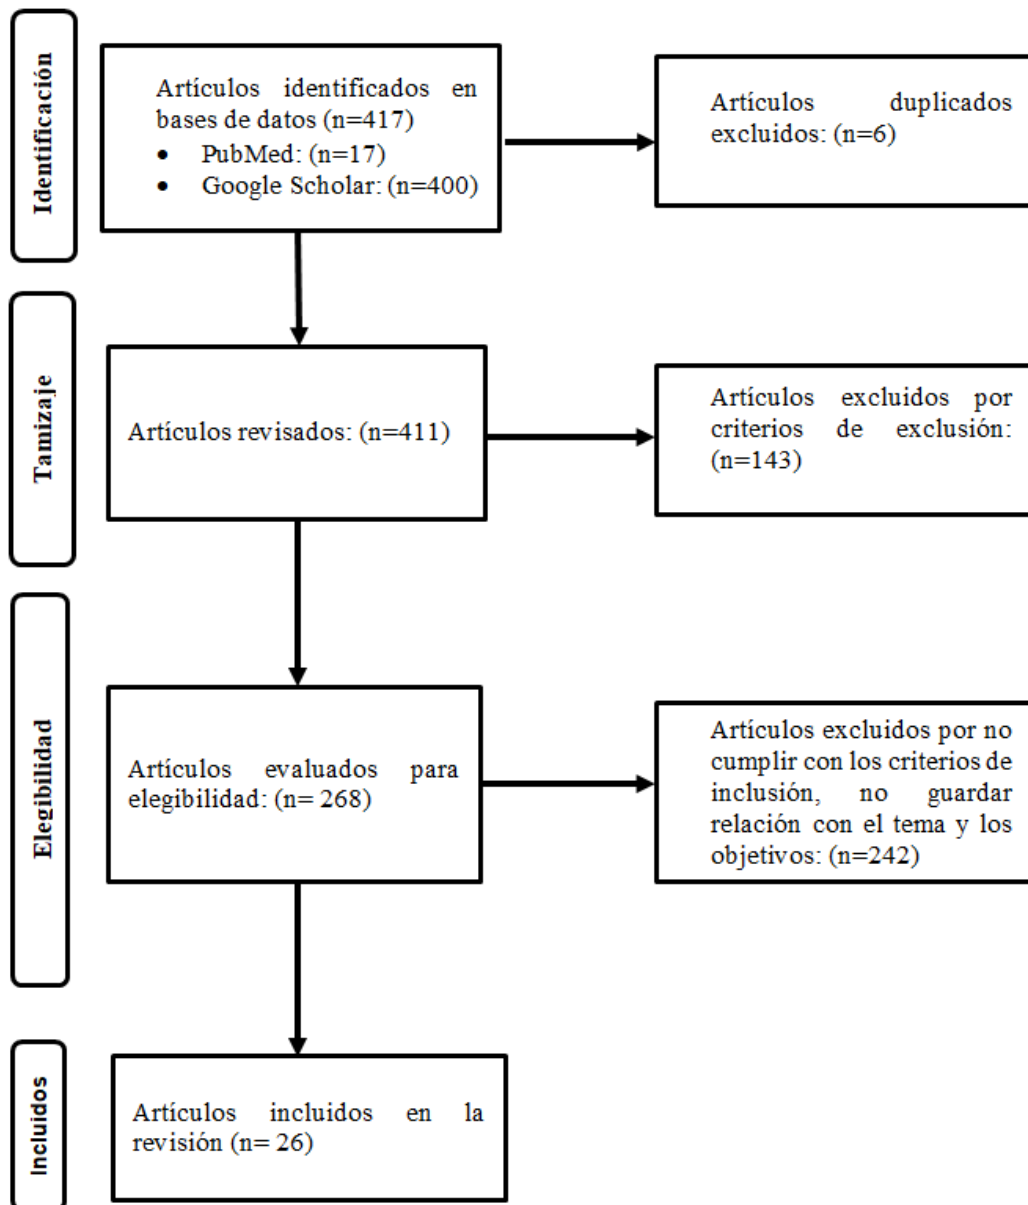 Identificación
Artículos identificados en
bases de datos (n=417)
• PubMed: (n=17)
• Google Scholar: (n=400)
Artículos duplicados
excluidos: (n=6)
Tamizaje
Artículos revisados: (n=411)
Artículos excluidos por
criterios de exclusión:
(n=143)
Elegibilidad
Artículos evaluados para
elegibilidad: (n= 268)
Artículos excluidos por no
cumplir con los criterios de
inclusión, no guardar
relación con el tema y los
objetivos: (n=242)
Incluidos
Artículos incluidos en la
revisión (n= 26)